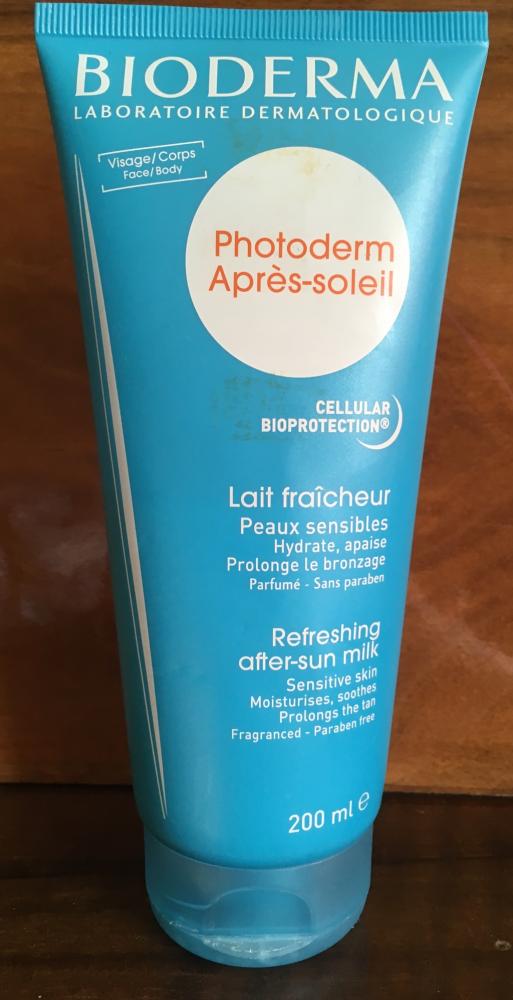 BIODERMA
LABORATOIRE DERMATOLOGIQUE
Visage/Corps
Face/Body
Photoderm
Après-soleil
CELLULAR
BIOPROTECTION®
Lait fraîcheur
Peaux sensibles
Hydrate, apaise
Prolonge le bronzage
Parfumé - Sans paraben
Refreshing
after-sun milk
Sensitive skin
Moisturises, soothes
Prolongs the tan
Fragranced - Paraben free
200 ml ℮